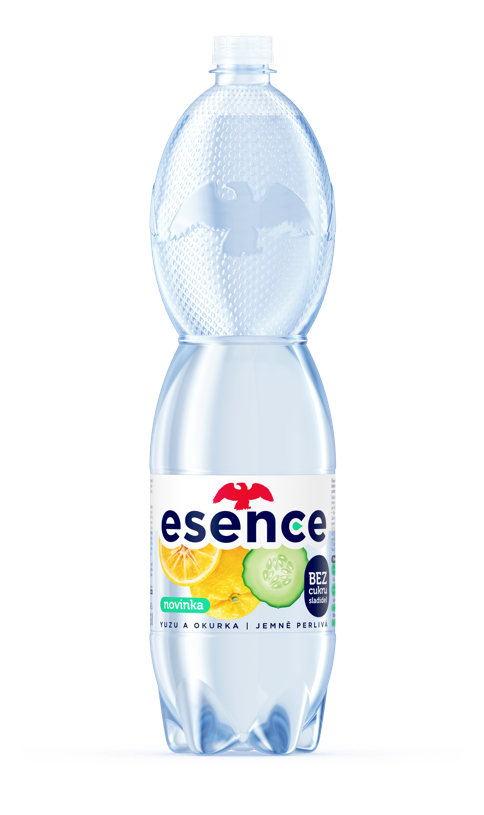 esence
BEZ
cukru
sladidel
novinka
YUZU A OKURKA | JEMNĚ PERLIVÁ